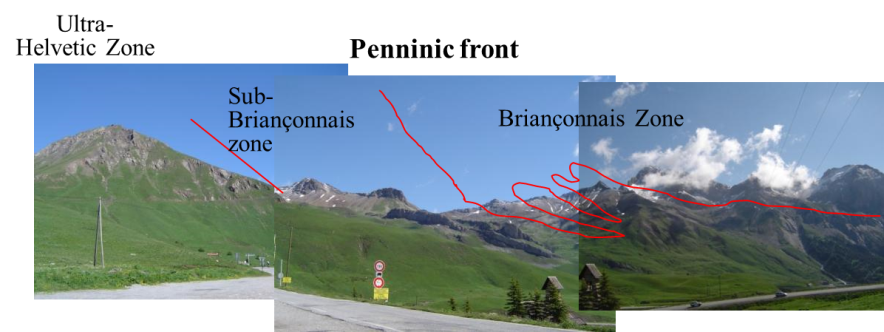 Ultra-
Helvetic Zone
Penninic front
Sub-
Briançonnais
zone
Briançonnais Zone